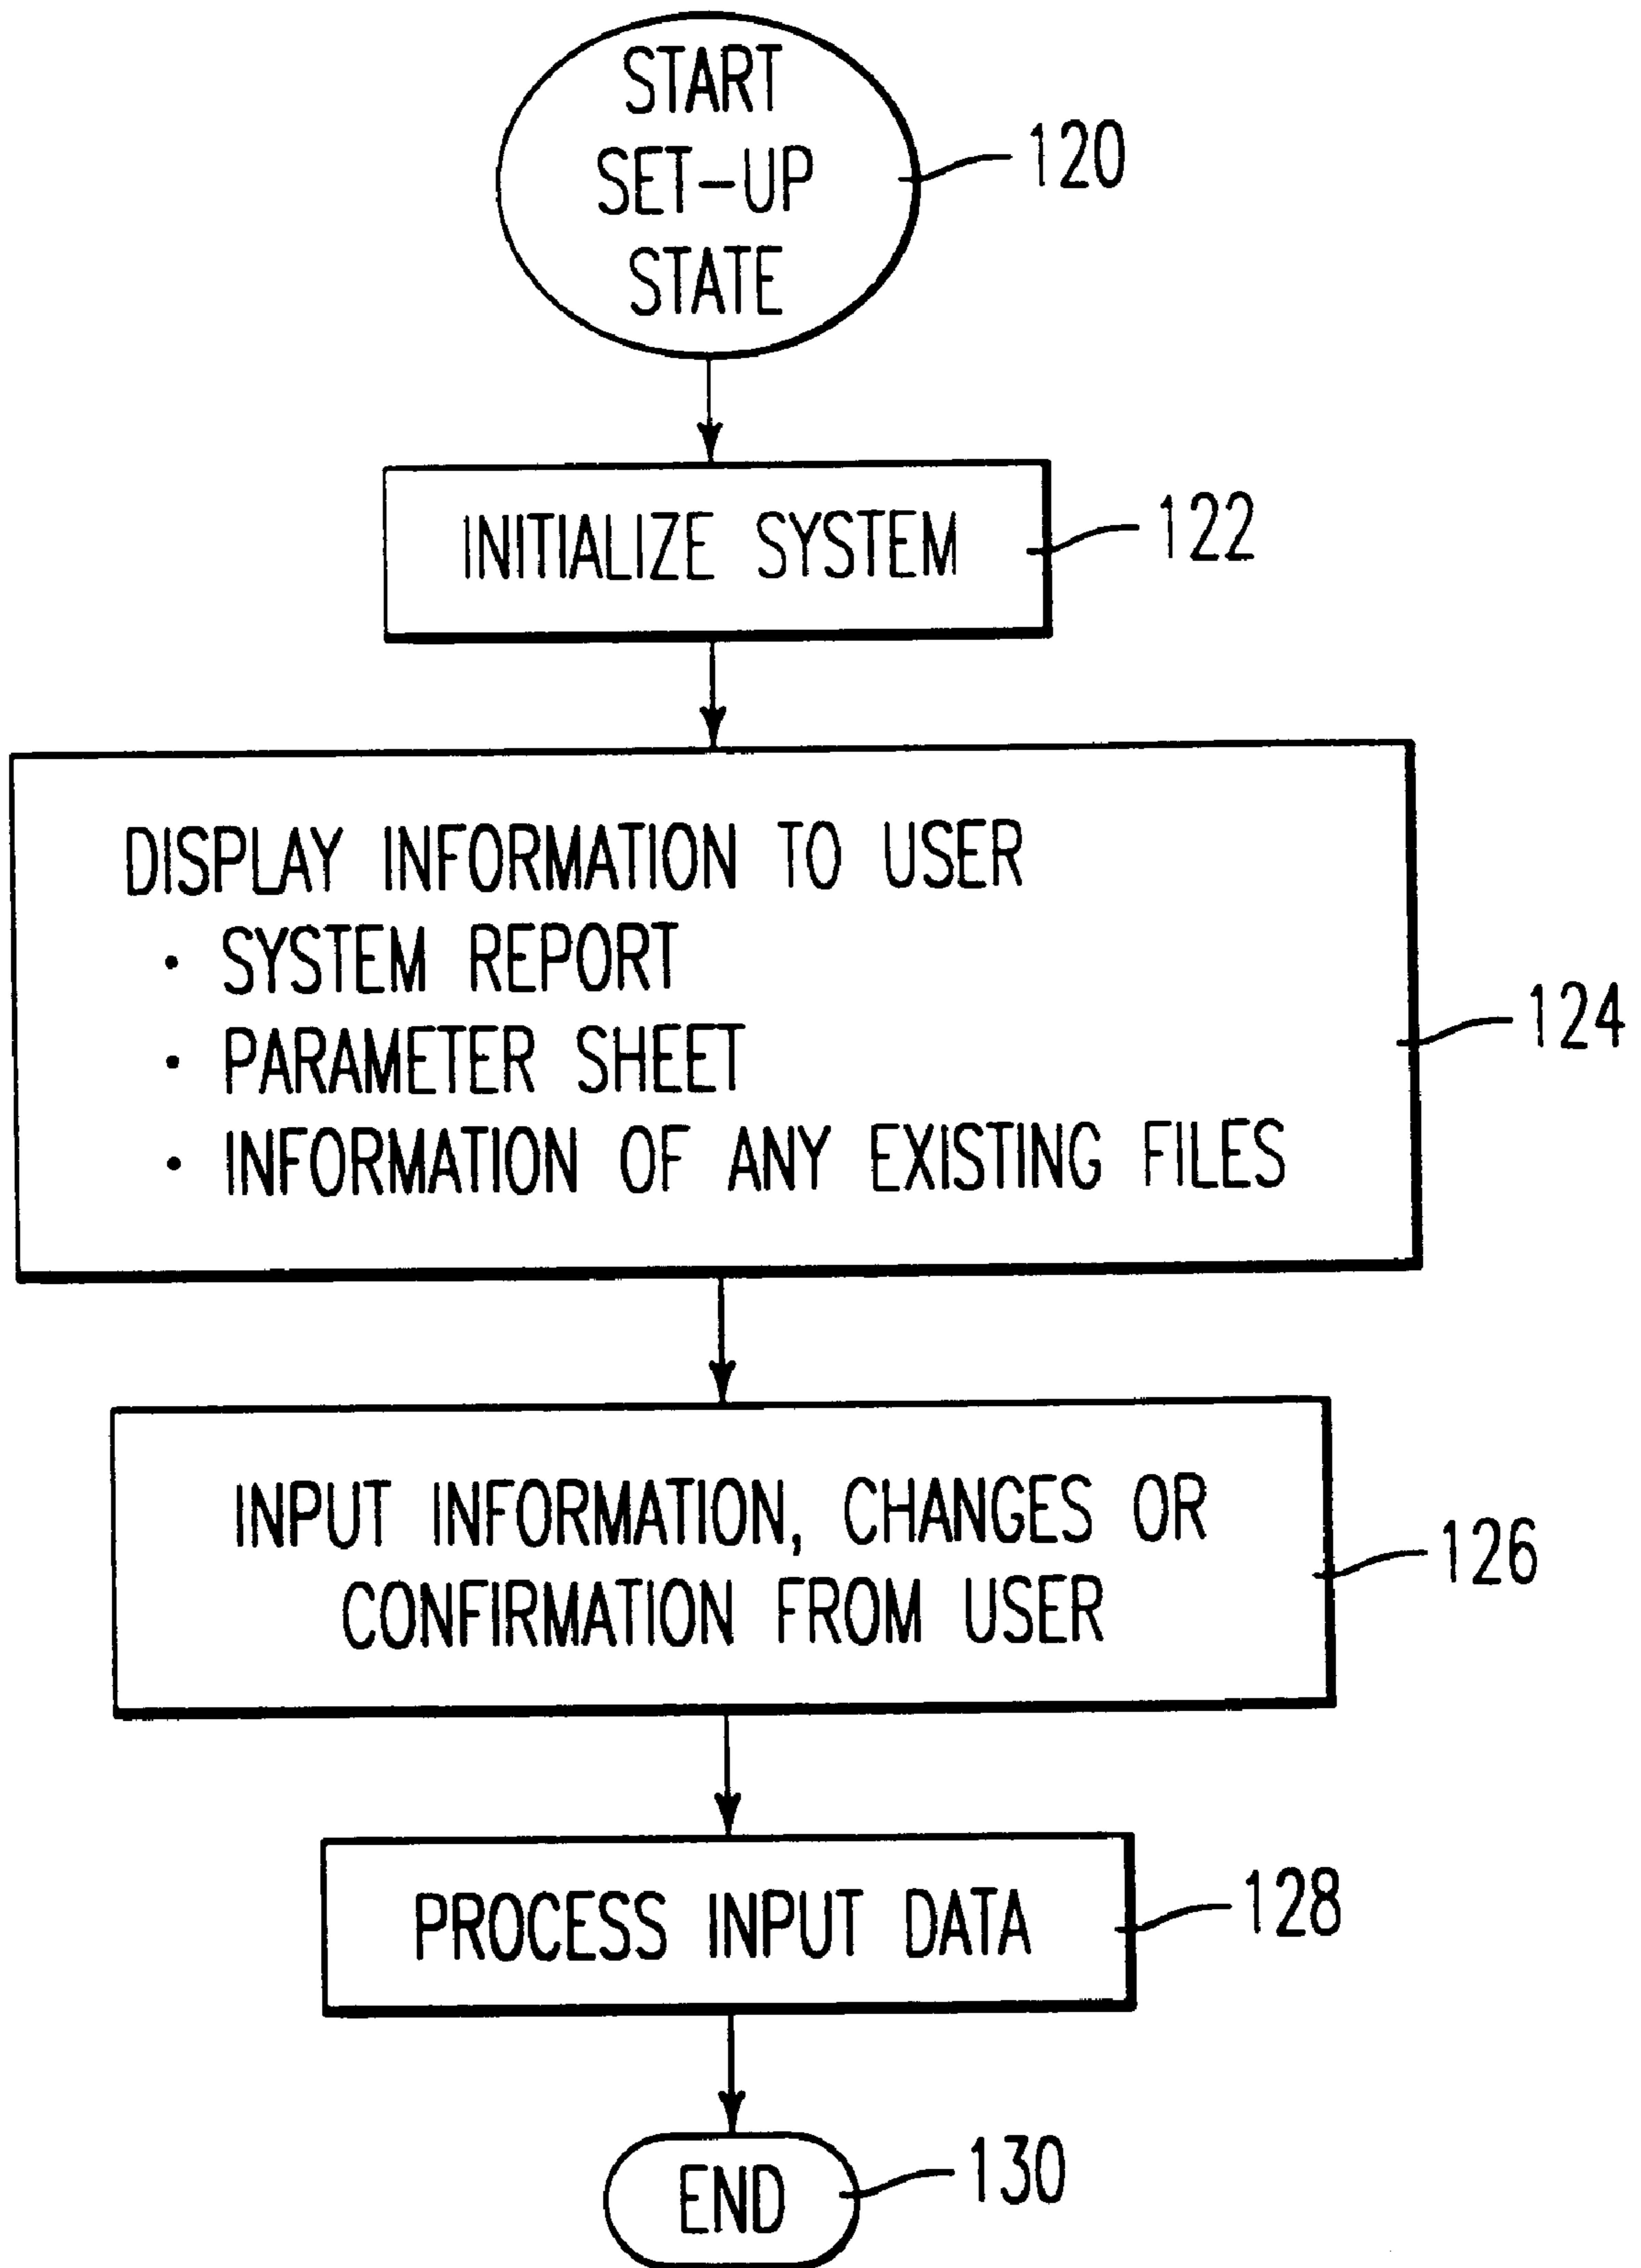 START
SET-UP
STATE
120
INITIALIZE SYSTEM
122
DISPLAY INFORMATION TO USER
· SYSTEM REPORT
· PARAMETER SHEET
· INFORMATION OF ANY EXISTING FILES
124
INPUT INFORMATION, CHANGES OR
CONFIRMATION FROM USER
126
PROCESS INPUT DATA
128
END
130